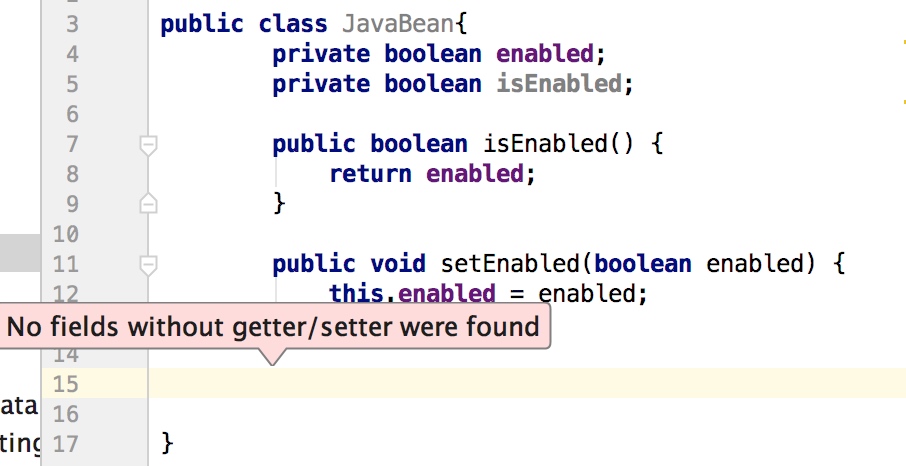 3 public class JavaBean{
4 private boolean enabled;
5 private boolean isEnabled;
6
7 public boolean isEnabled() {
8 return enabled;
9 }
10
11 public void setEnabled(boolean enabled) {
12 this.enabled = enabled;
No fields without getter/setter were found
14
15
ata
16
ting
17 }